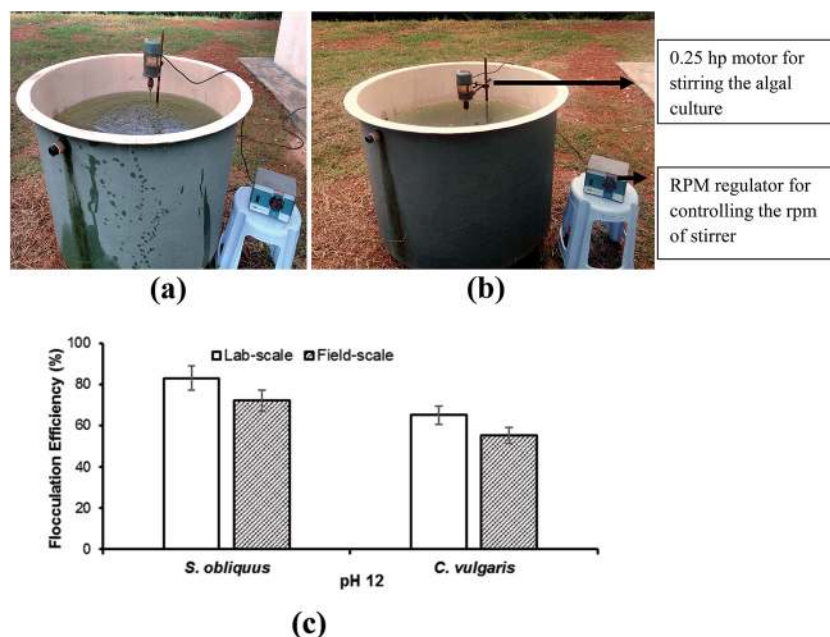 0.25 hp motor for
stirring the algal
culture
RPM regulator for
controlling the rpm
of stirrer
(a)
(b)
Lab-scale
Field-scale
Flocculation Efficiency (%)
100
80
60
40
20
0
S. obliquus
C. vulgaris
pH 12
(c)